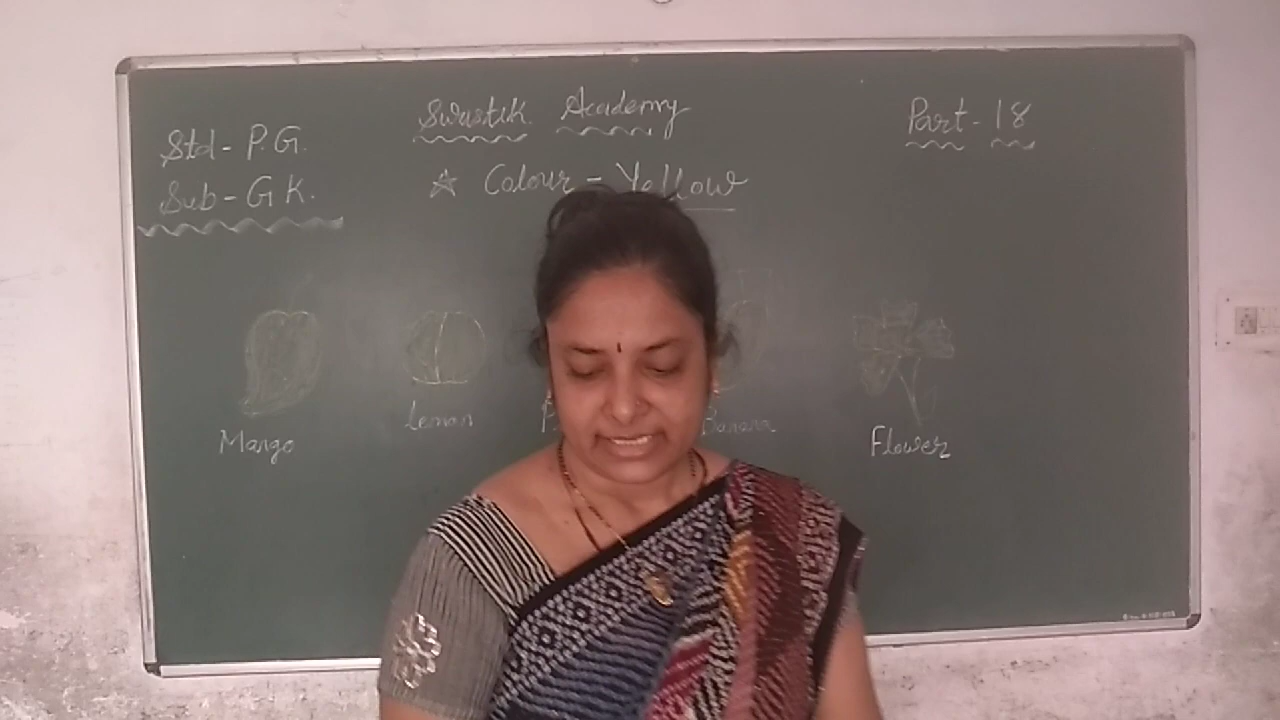 Swastik Academy
Part-18
Std-P.G.
Sub-G K.
☆ Colour - Yellow
Mango
Lemon
Banana
Flower